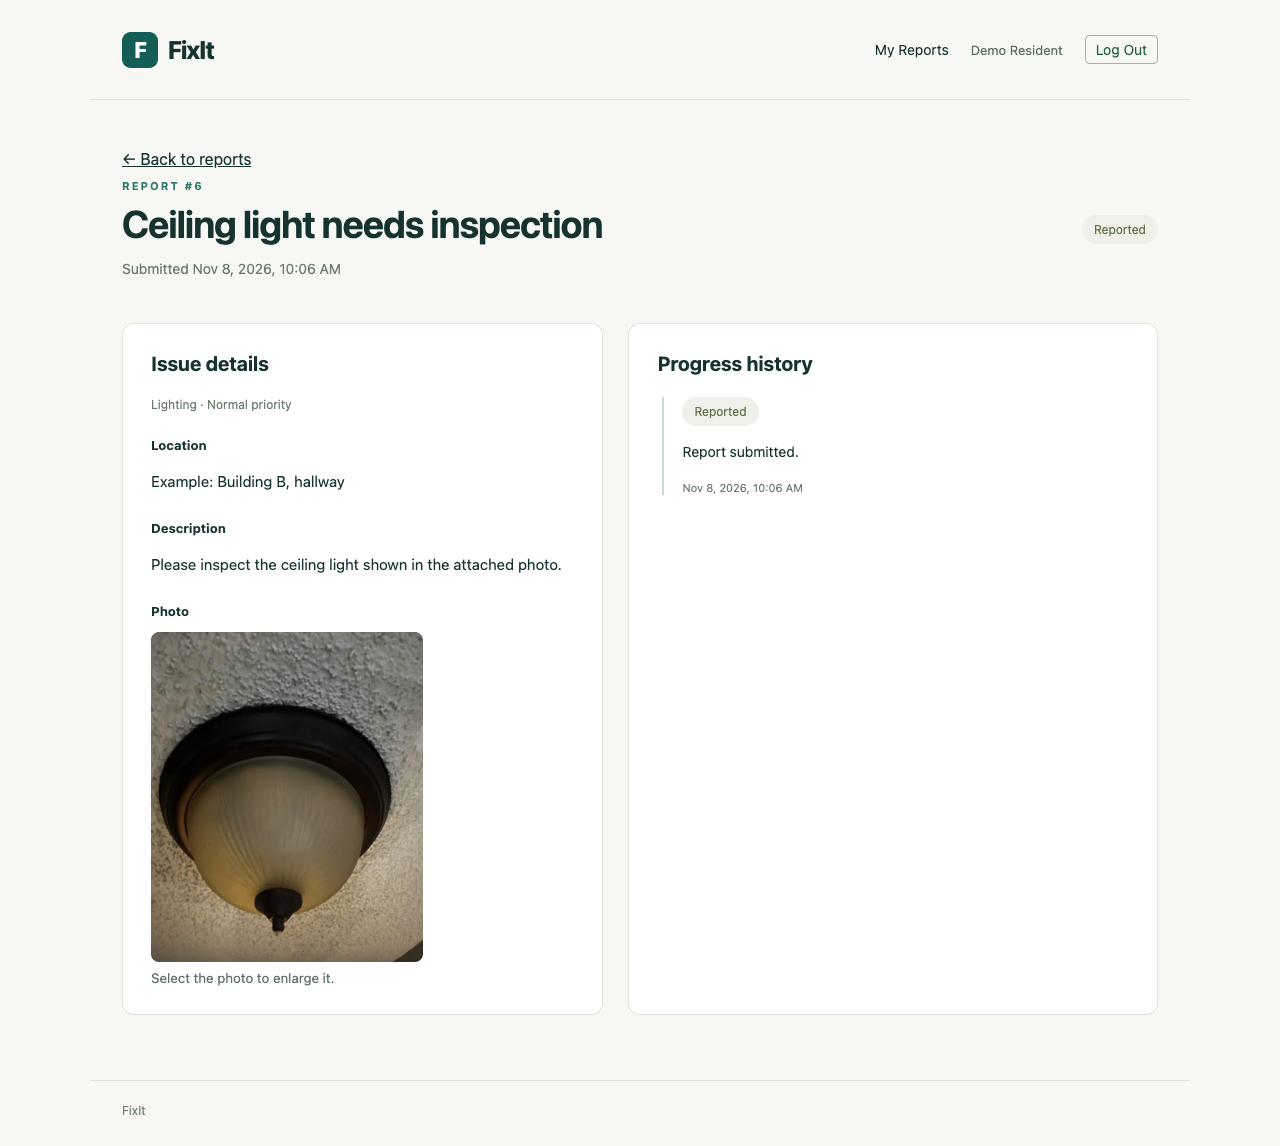 F FixIt
My Reports
Demo Resident
Log Out
← Back to reports
REPORT #6
Ceiling light needs inspection
Reported
Submitted Nov 8, 2026, 10:06 AM
Issue details
Lighting · Normal priority
Location
Example: Building B, hallway
Description
Please inspect the ceiling light shown in the attached photo.
Photo
Select the photo to enlarge it.
Progress history
Reported
Report submitted.
Nov 8, 2026, 10:06 AM
FixIt